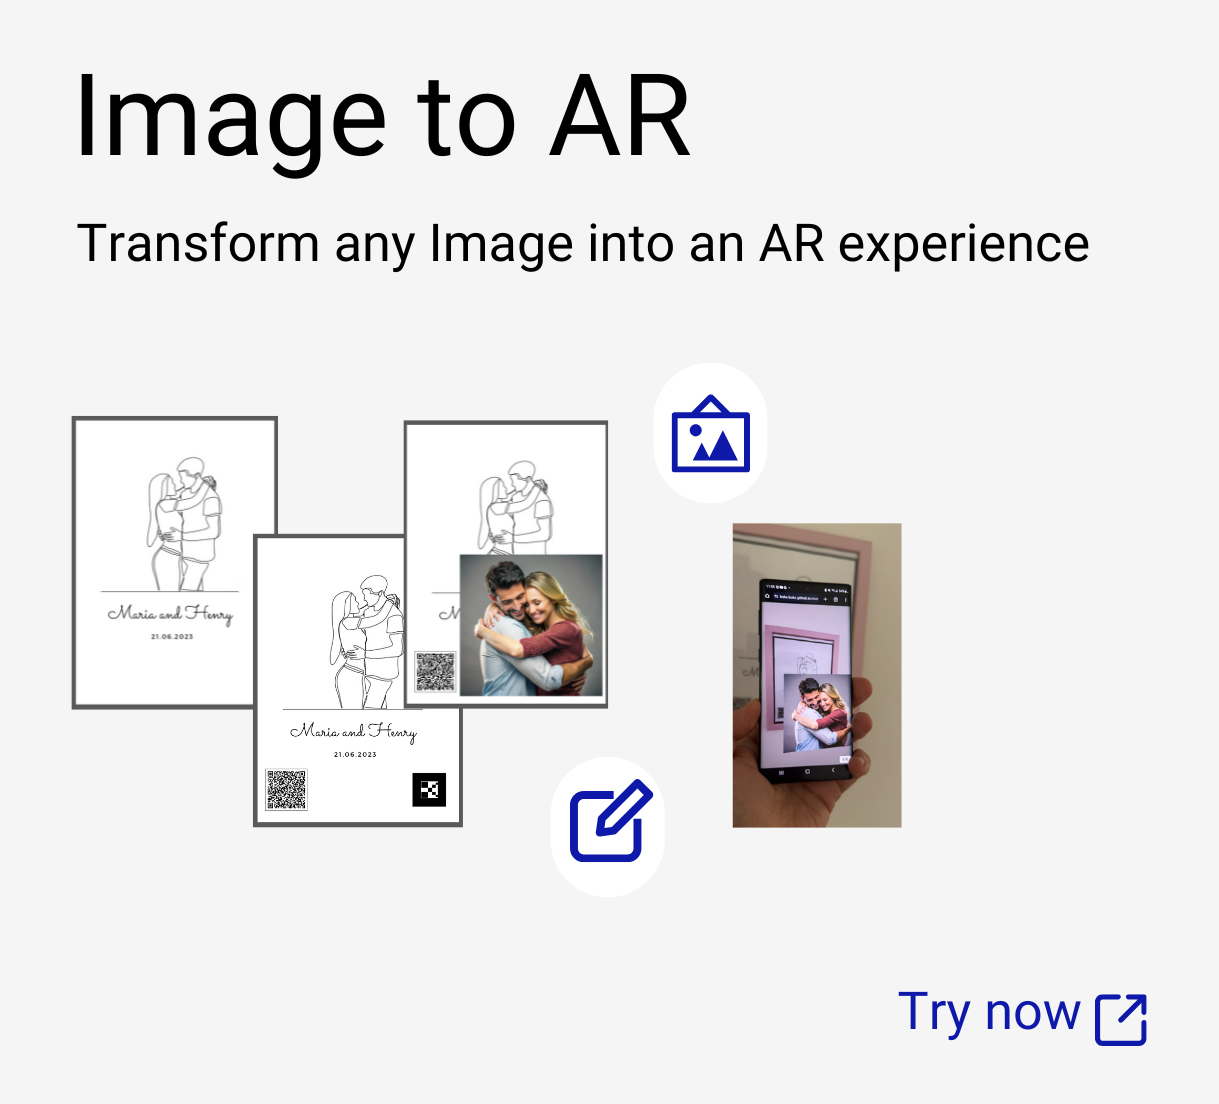 Image to AR
Transform any Image into an AR experience
Maria and Henry
21.06.2023
Maria and Henry
21.06.2023
M
Try now